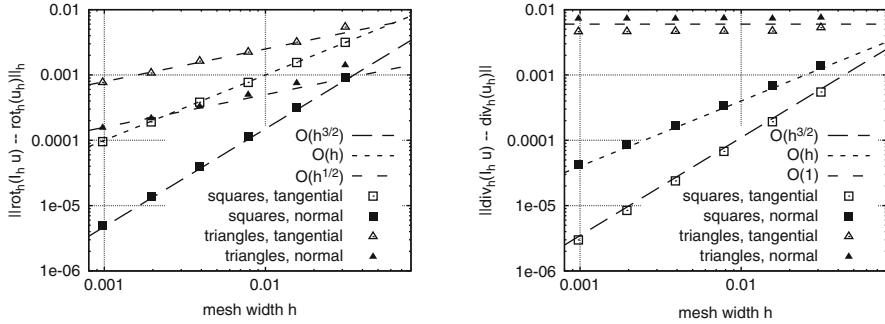 ||rot_h(I_h u) -- rot_h(u_h)||_h
0.01
0.001
0.0001
1e-05
1e-06
O(h^{3/2})
O(h)
O(h^{1/2})
squares, tangential
squares, normal
triangles, tangential
triangles, normal
0.001
0.01
mesh width h
||div_h(I_h u) -- div_h(u_h)||
0.01
0.001
0.0001
1e-05
1e-06
O(h^{3/2})
O(h)
O(1)
squares, tangential
squares, normal
triangles, tangential
triangles, normal
0.001
0.01
mesh width h